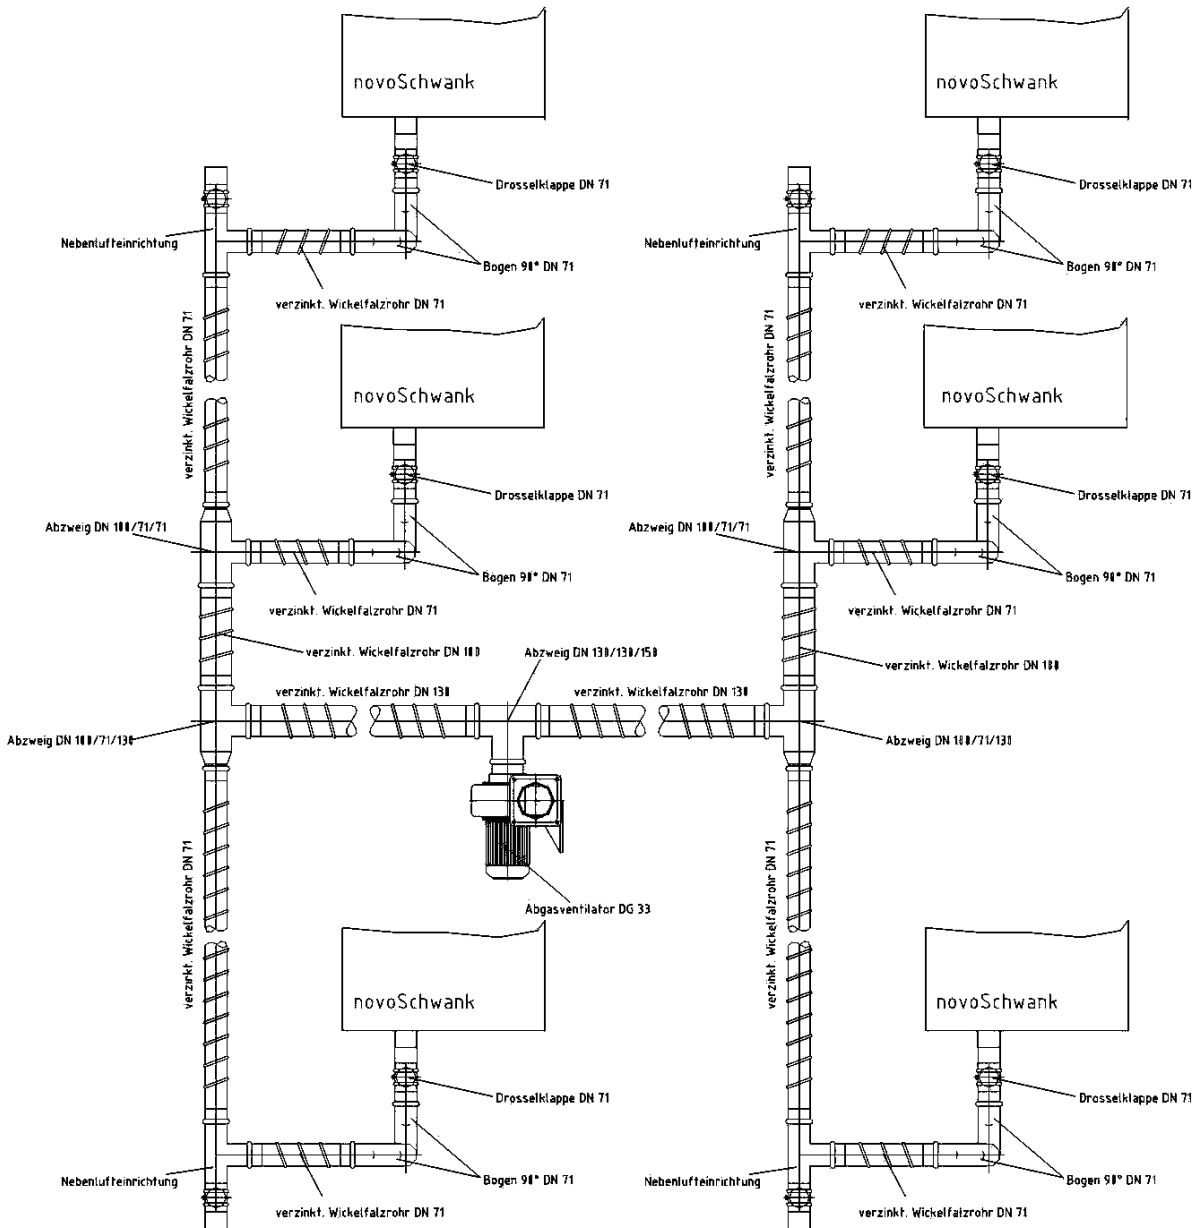 novoSchwank
novoSchwank
Drosselklappe DN 71
Drosselklappe DN 71
Nebenlufteinrichtung
Nebenlufteinrichtung
Bogen 90° DN 71
Bogen 90° DN 71
verzinkt. Wickelfalzrohr DN 71
verzinkt. Wickelfalzrohr DN 71
verzinkt. Wickelfalzrohr DN 71
verzinkt. Wickelfalzrohr DN 71
novoSchwank
novoSchwank
Drosselklappe DN 71
Drosselklappe DN 71
Abzweig DN 100/71/71
Abzweig DN 100/71/71
Bogen 90° DN 71
Bogen 90° DN 71
verzinkt. Wickelfalzrohr DN 71
verzinkt. Wickelfalzrohr DN 71
verzinkt. Wickelfalzrohr DN 100
Abzweig DN 130/130/150
verzinkt. Wickelfalzrohr DN 100
verzinkt. Wickelfalzrohr DN 130
verzinkt. Wickelfalzrohr DN 130
Abzweig DN 100/71/130
Abzweig DN 100/71/130
verzinkt. Wickelfalzrohr DN 71
verzinkt. Wickelfalzrohr DN 71
Abgasventilator DG 33
novoSchwank
novoSchwank
Drosselklappe DN 71
Drosselklappe DN 71
Nebenlufteinrichtung
Bogen 90° DN 71
Nebenlufteinrichtung
Bogen 90° DN 71
verzinkt. Wickelfalzrohr DN 71
verzinkt. Wickelfalzrohr DN 71